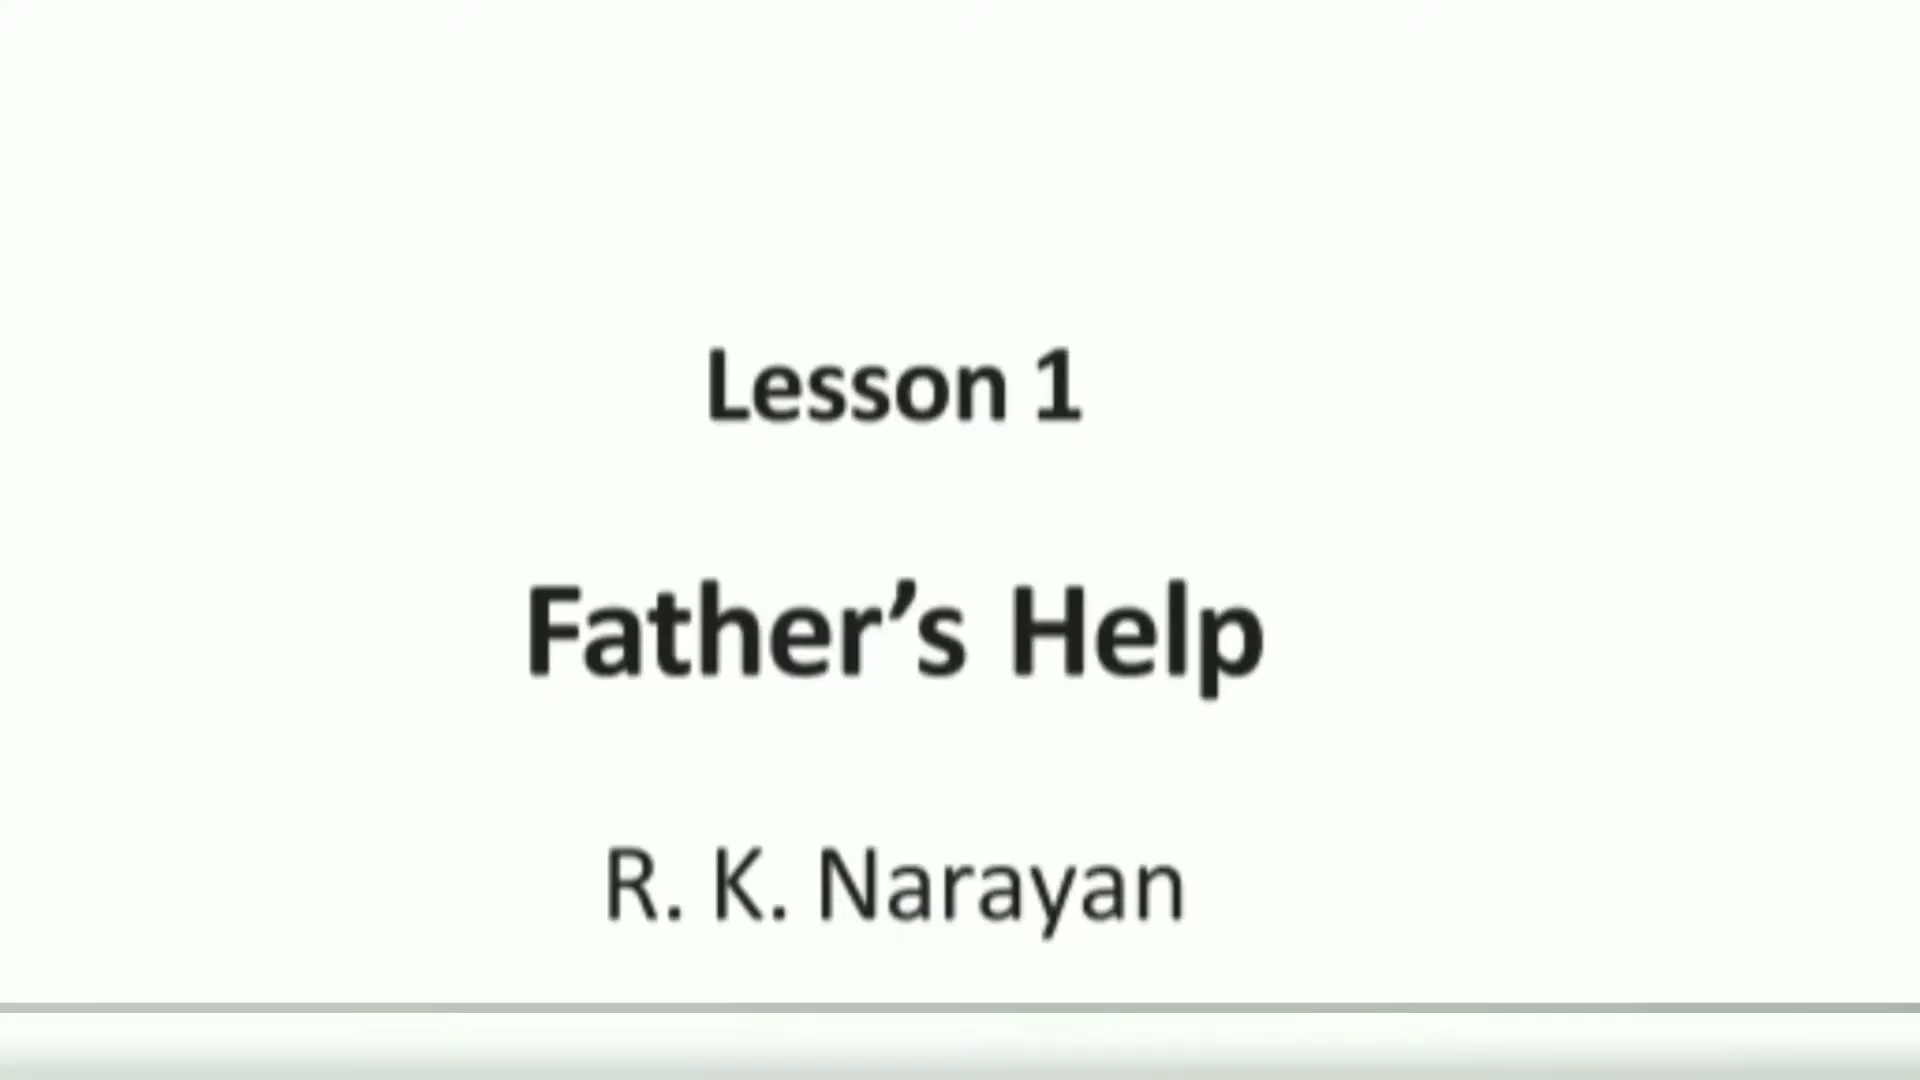 Lesson 1
Father’s Help
R. K. Narayan